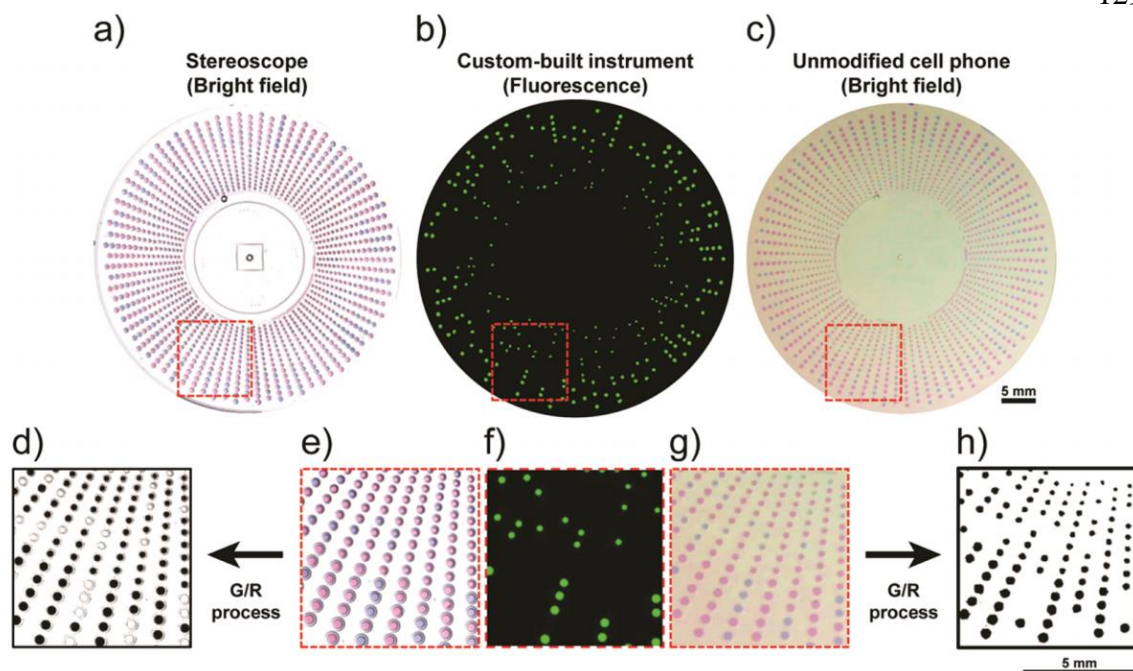 a)
Stereoscope
(Bright field)
b)
Custom-built instrument
(Fluorescence)
c)
Unmodified cell phone
(Bright field)
5 mm
d)
e)
f)
g)
h)
G/R
process
G/R
process
5 mm